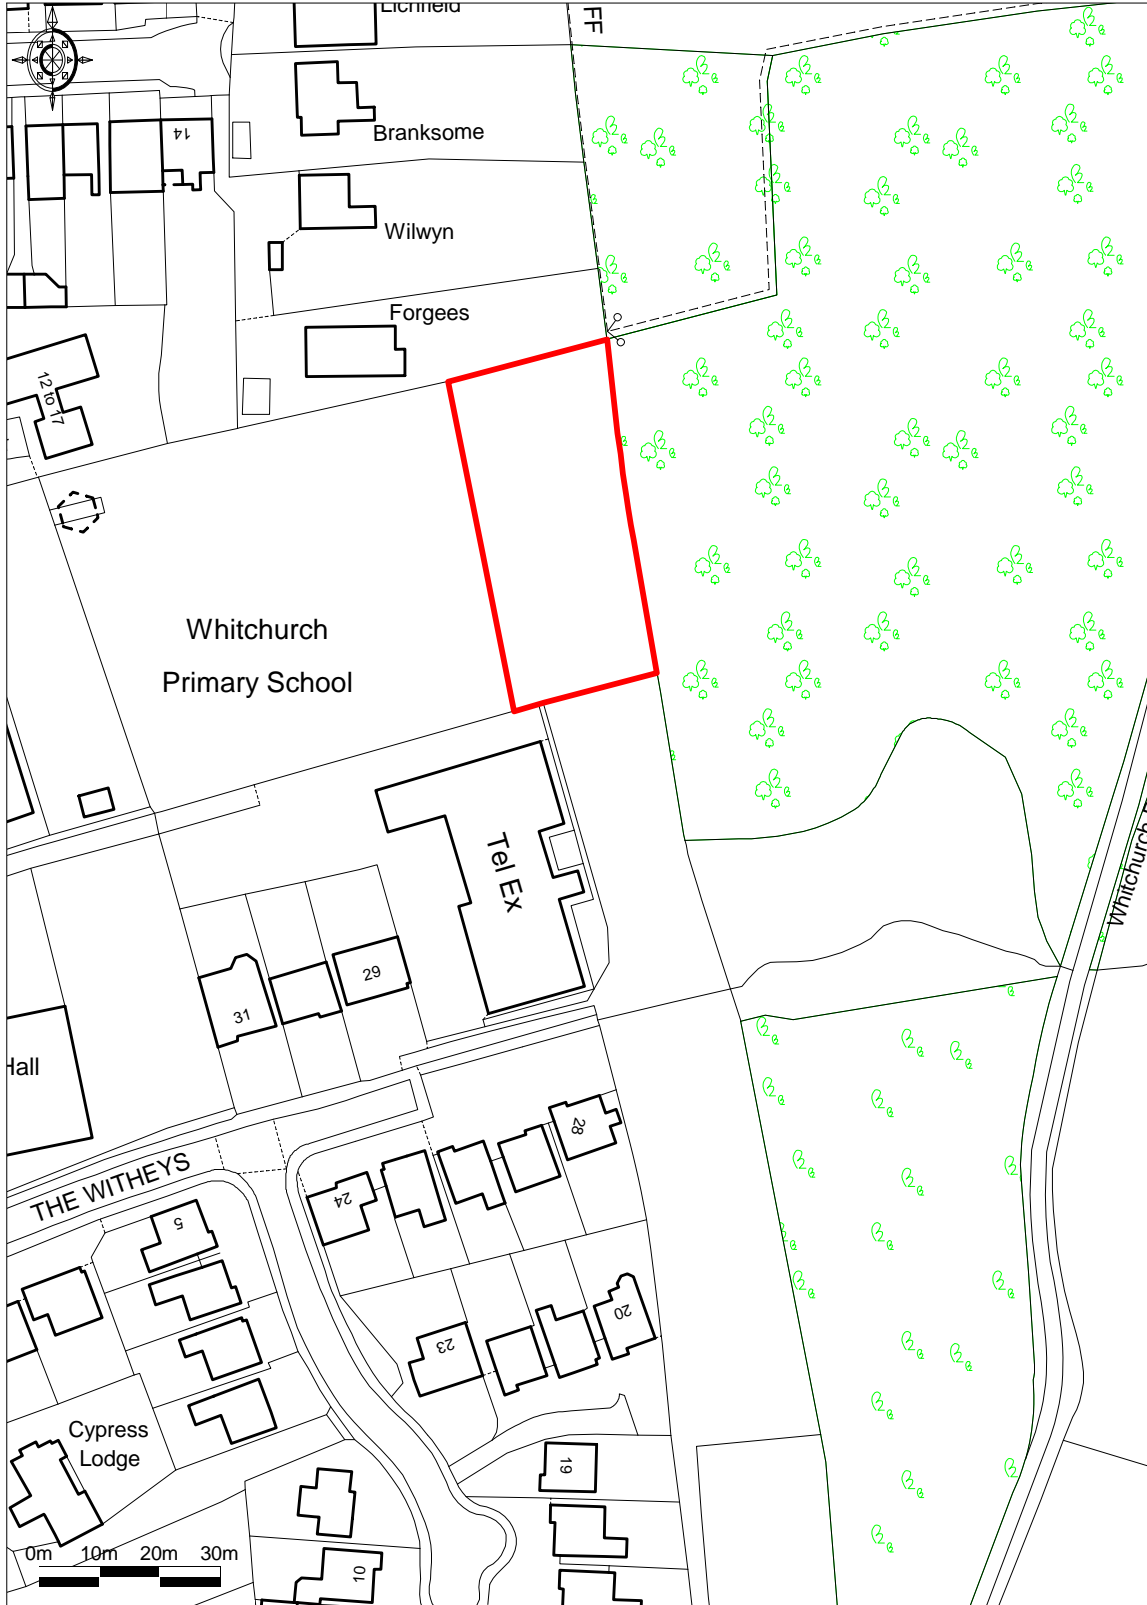 Lichfield
FF
14
Branksome
Wilwyn
Forgees
12 to 17
Whitchurch
Primary School
Tel Ex
Whitchurch
29
31
Hall
28
THE WITHEYS
24
5
20
23
Cypress
Lodge
19
10
0m 10m 20m 30m